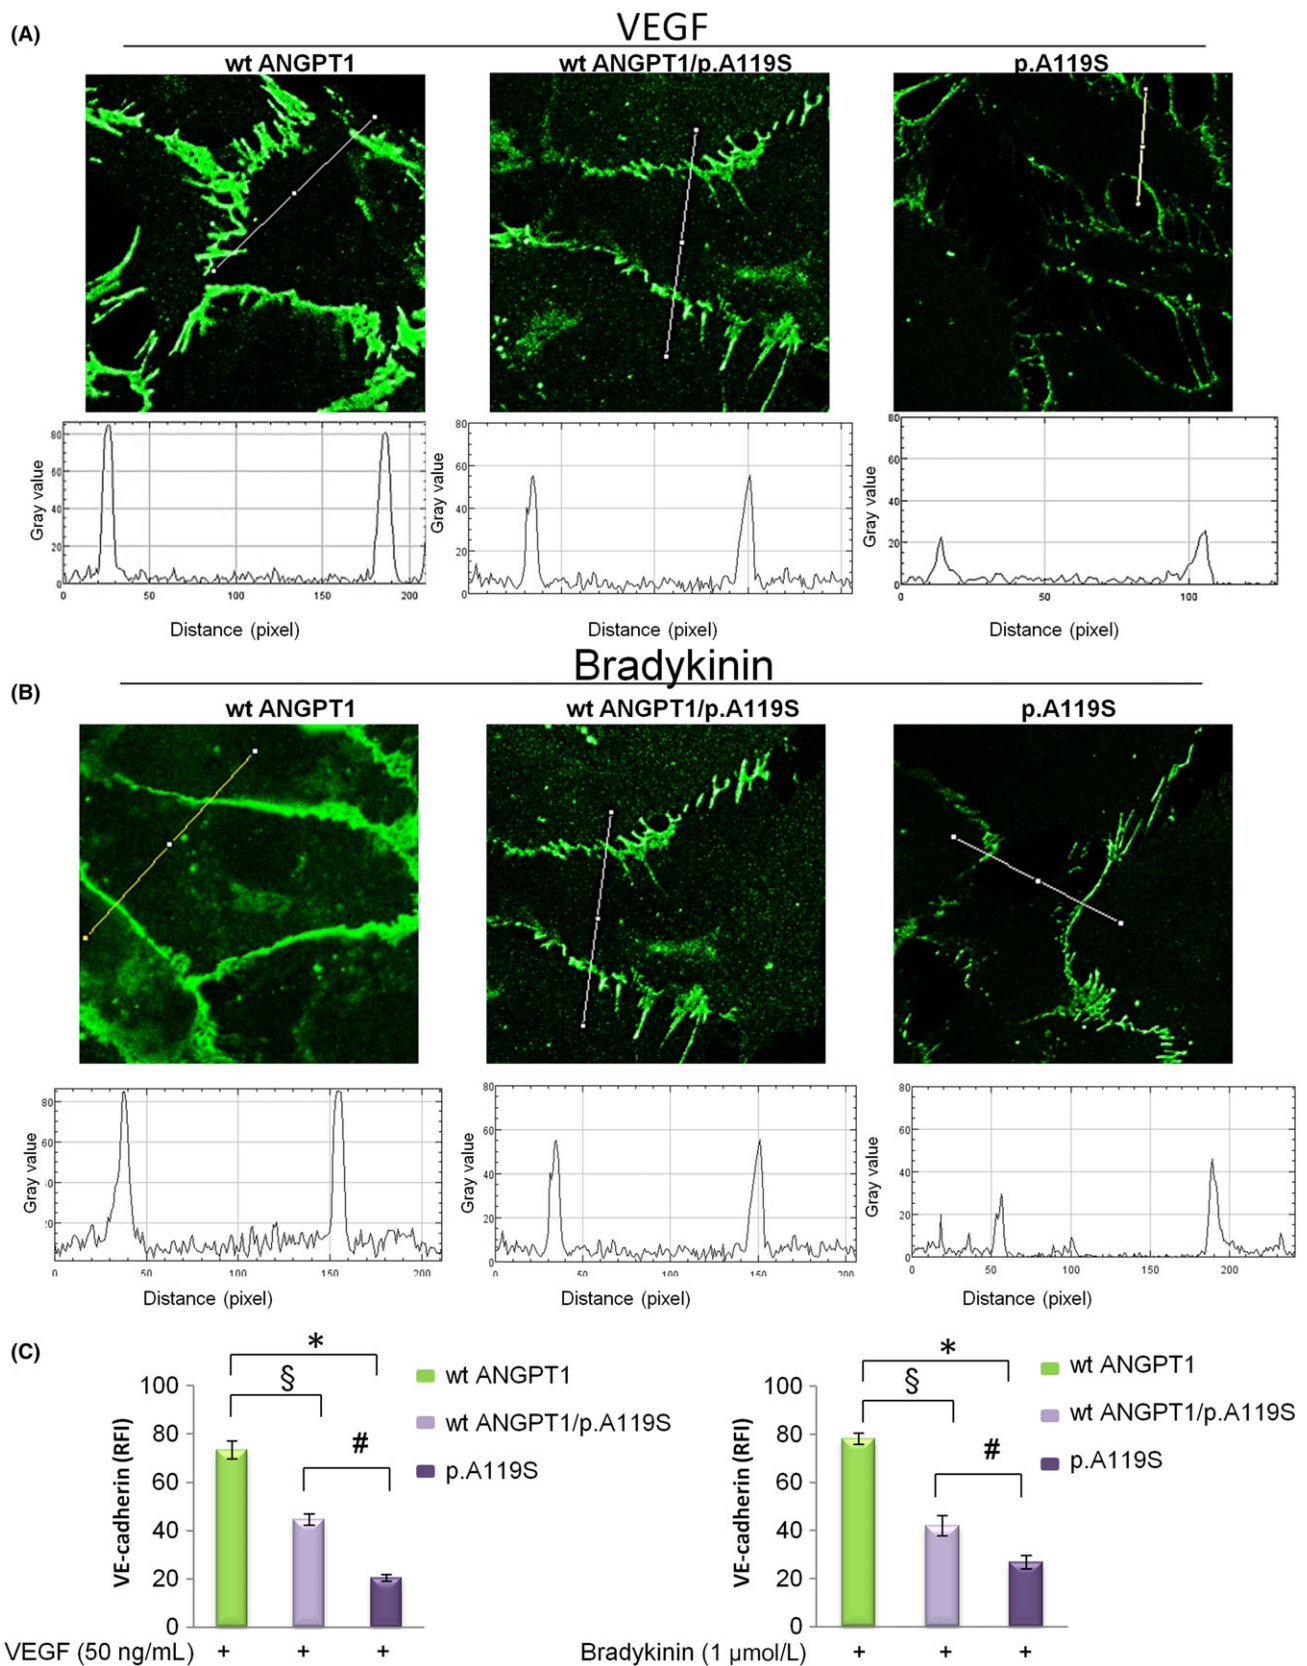 (A)
VEGF
wt ANGPT1 wt ANGPT1/p.A119S p.A119S
Gray value Gray value Gray value
80 60 40 20 0
0 50 100 150 200
80 60 40 20 0
80 60 40 20 0
0 50 100
Distance (pixel) Distance (pixel) Distance (pixel)
(B)
Bradykinin
wt ANGPT1 wt ANGPT1/p.A119S p.A119S
Gray value Gray value Gray value
80 60 20 0
0 50 100 150 200
80 60 40 20 0
0 50 100 150 200
80 60 40 20 0
0 50 100 150 200
Distance (pixel) Distance (pixel) Distance (pixel)
(C)
VE-cadherin (RFI)
100
80
60
40
20
0
*
§
#
wt ANGPT1
wt ANGPT1/p.A119S
p.A119S
VEGF (50 ng/mL) + + +
VE-cadherin (RFI)
100
80
60
40
20
0
*
§
#
wt ANGPT1
wt ANGPT1/p.A119S
p.A119S
Bradykinin (1 µmol/L) + + +